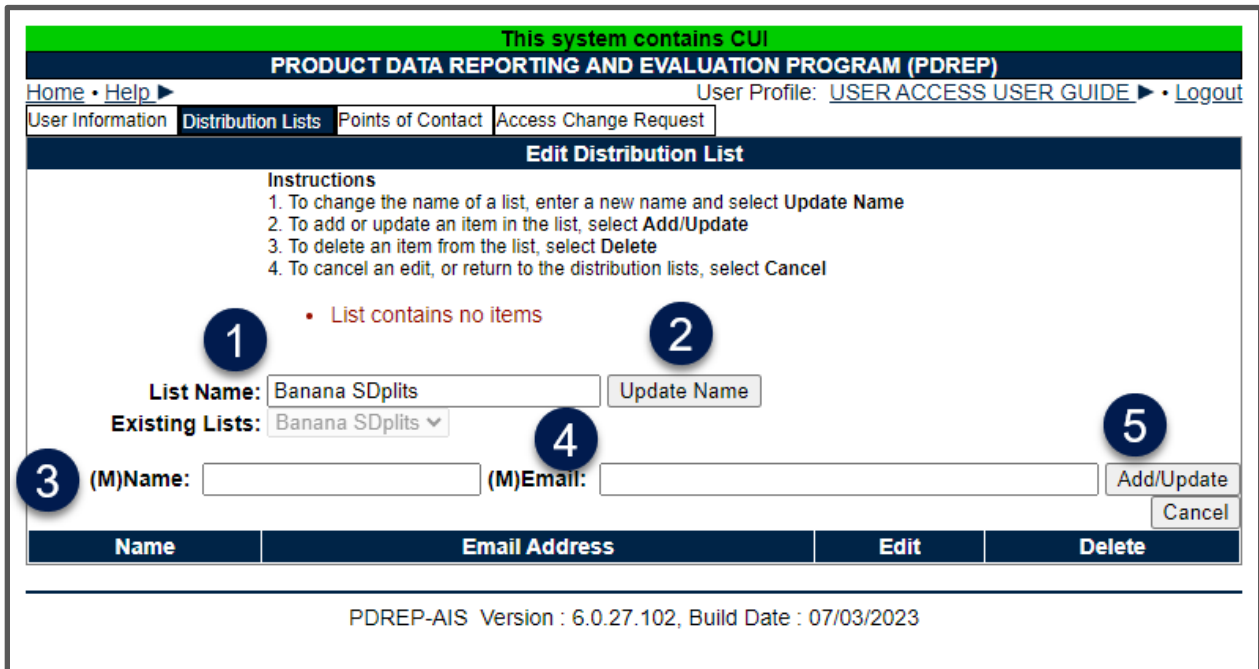 This system contains CUI
PRODUCT DATA REPORTING AND EVALUATION PROGRAM (PDREP)
Home • Help ▶ User Profile: USER ACCESS USER GUIDE ▶ • Logout
User Information Distribution Lists Points of Contact Access Change Request
Edit Distribution List
Instructions
1. To change the name of a list, enter a new name and select Update Name
2. To add or update an item in the list, select Add/Update
3. To delete an item from the list, select Delete
4. To cancel an edit, or return to the distribution lists, select Cancel
• List contains no items
1 2
List Name: Banana SDplits Update Name
Existing Lists: Banana SDplits
4 5
3 (M)Name: (M)Email: Add/Update
Cancel
Name Email Address Edit Delete
PDREP-AIS Version : 6.0.27.102, Build Date : 07/03/2023